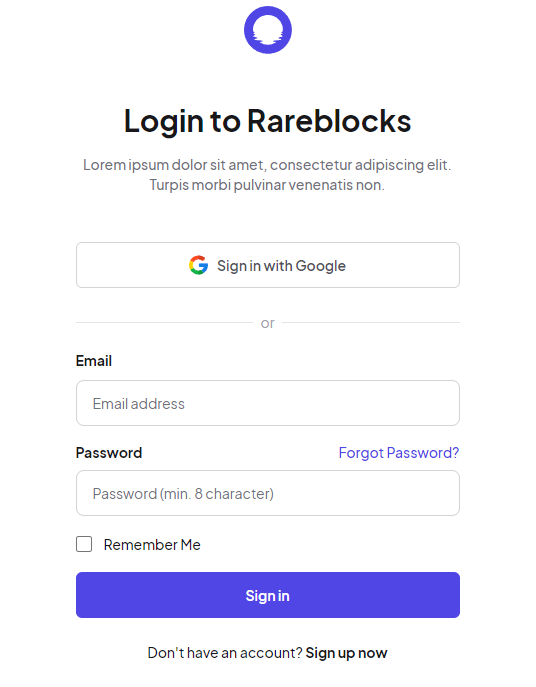 Login to Rareblocks
Lorem ipsum dolor sit amet, consectetur adipiscing elit.
Turpis morbi pulvinar venenatis non.
Sign in with Google
or
Email
Email address
Password
Forgot Password?
Password (min. 8 character)
Remember Me
Sign in
Don't have an account? Sign up now